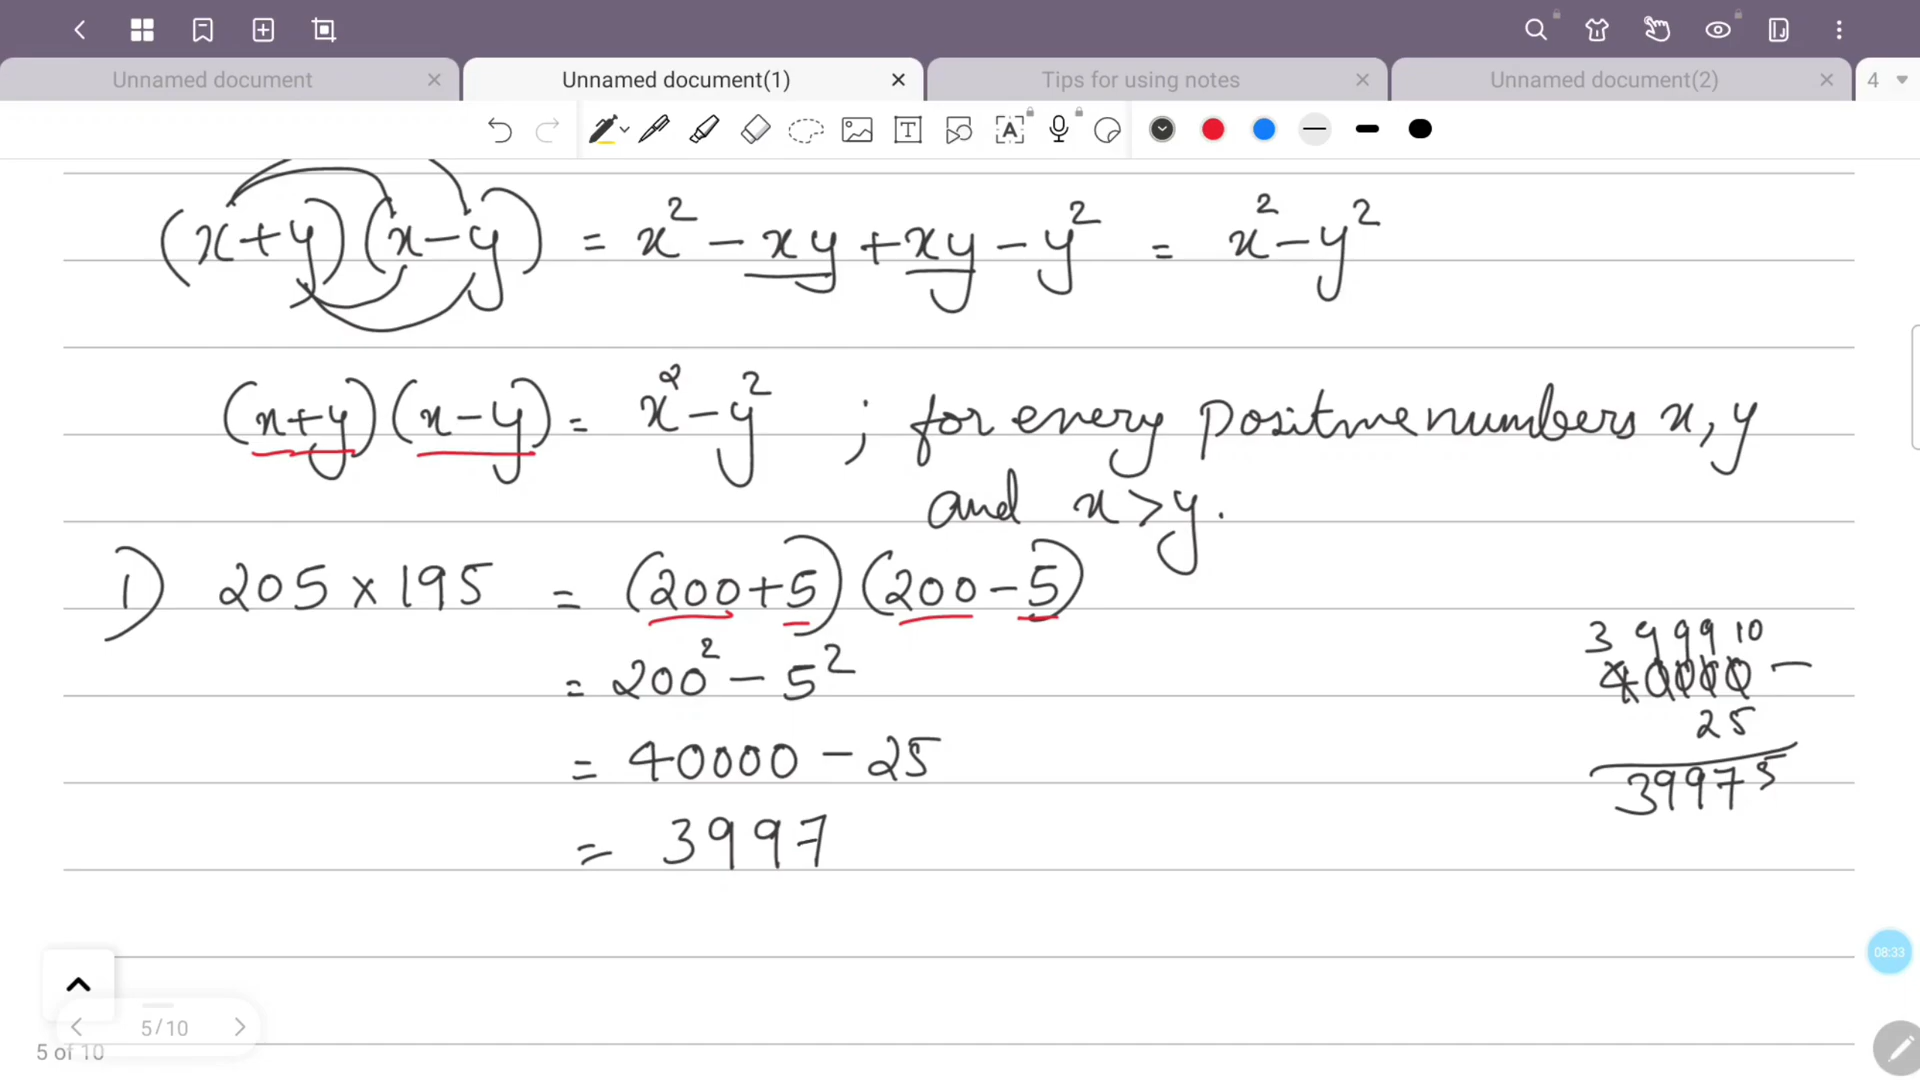 Unnamed document
Unnamed document(1)
Tips for using notes
Unnamed document(2)
4
(x+y)(x-y) = x² - xy + xy - y² = x² - y²
(x+y)(x-y) = x² - y² ; for every positive numbers x, y
and x > y.
1) 205 x 195 = (200+5)(200-5)
= 200² - 5²
= 40000 - 25
= 3997
3 9 9 9 10
40000 -
25
39975
08:33
5/10
5 of 10